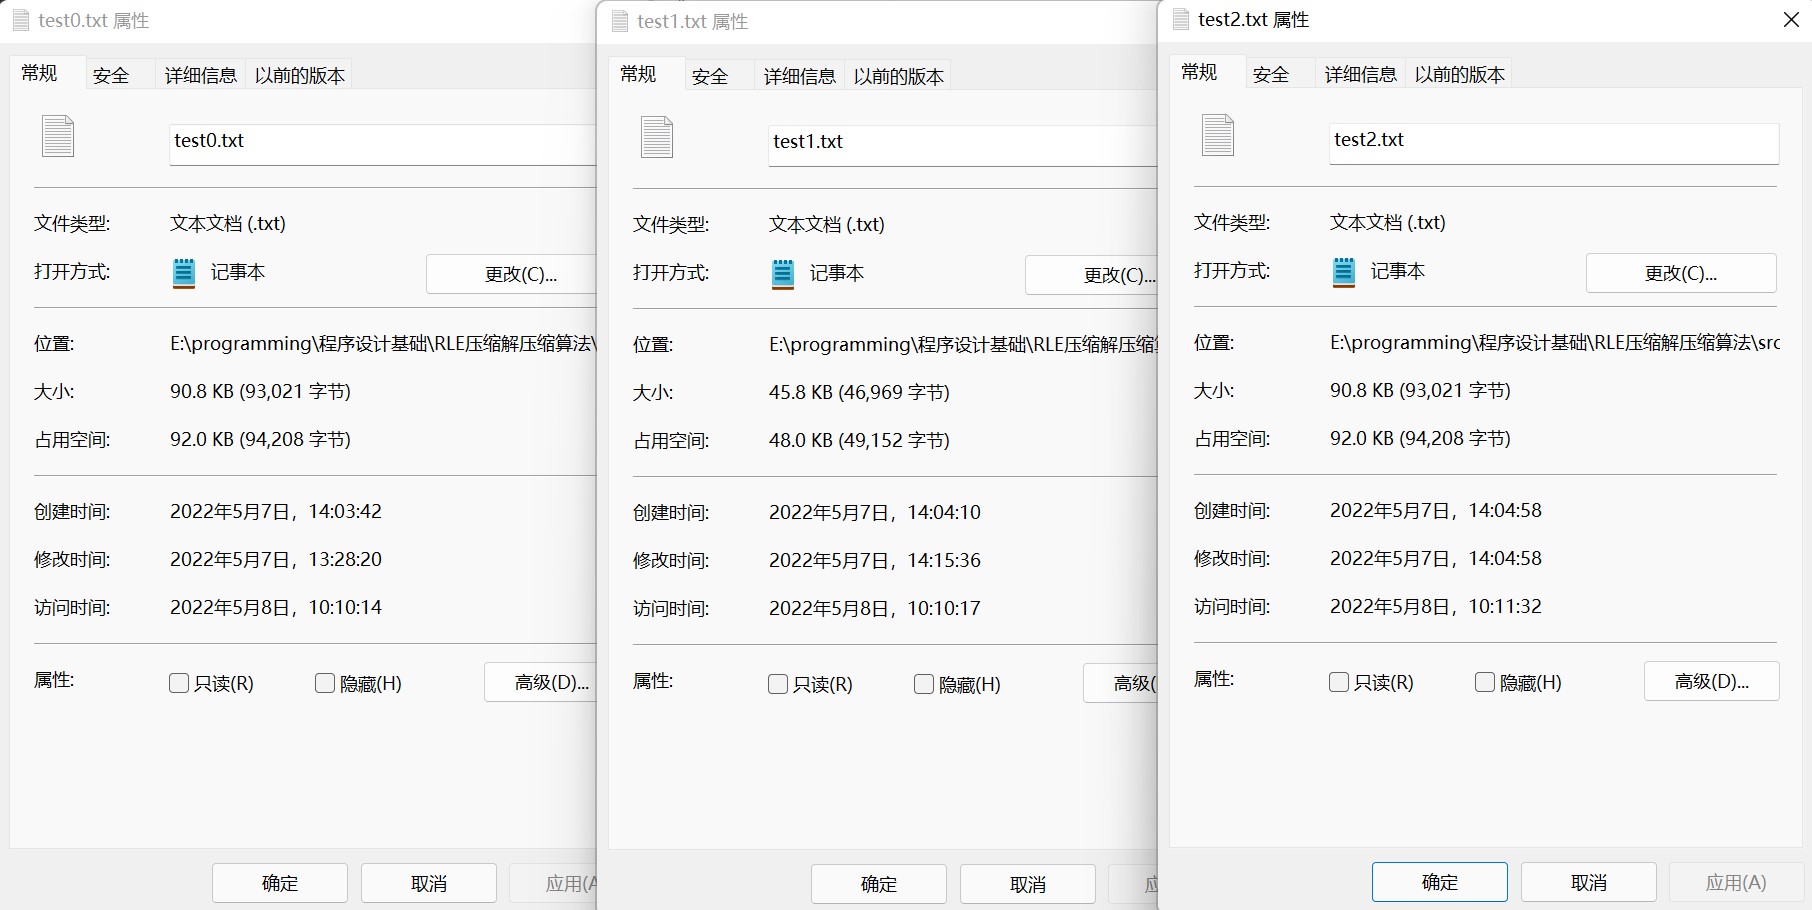 test0.txt 属性
常规 安全 详细信息 以前的版本
test0.txt
文件类型: 文本文档 (.txt)
打开方式: 记事本 更改(C)...
位置: E:\programming\程序设计基础\RLE压缩解压缩算法\
大小: 90.8 KB (93,021 字节)
占用空间: 92.0 KB (94,208 字节)
创建时间: 2022年5月7日，14:03:42
修改时间: 2022年5月7日，13:28:20
访问时间: 2022年5月8日，10:10:14
属性: 只读(R) 隐藏(H) 高级(D)...
确定 取消 应用(A
test1.txt 属性
常规 安全 详细信息 以前的版本
test1.txt
文件类型: 文本文档 (.txt)
打开方式: 记事本 更改(C)...
位置: E:\programming\程序设计基础\RLE压缩解压缩
大小: 45.8 KB (46,969 字节)
占用空间: 48.0 KB (49,152 字节)
创建时间: 2022年5月7日，14:04:10
修改时间: 2022年5月7日，14:15:36
访问时间: 2022年5月8日，10:10:17
属性: 只读(R) 隐藏(H) 高级(
确定 取消 应
test2.txt 属性
常规 安全 详细信息 以前的版本
test2.txt
文件类型: 文本文档 (.txt)
打开方式: 记事本 更改(C)...
位置: E:\programming\程序设计基础\RLE压缩解压缩算法\src
大小: 90.8 KB (93,021 字节)
占用空间: 92.0 KB (94,208 字节)
创建时间: 2022年5月7日，14:04:58
修改时间: 2022年5月7日，14:04:58
访问时间: 2022年5月8日，10:11:32
属性: 只读(R) 隐藏(H) 高级(D)...
确定 取消 应用(A)